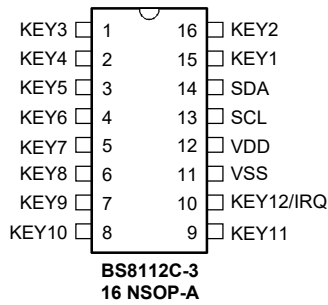 KEY3 1 16 KEY2
KEY4 2 15 KEY1
KEY5 3 14 SDA
KEY6 4 13 SCL
KEY7 5 12 VDD
KEY8 6 11 VSS
KEY9 7 10 KEY12/IRQ
KEY10 8 9 KEY11
BS8112C-3
16 NSOP-A